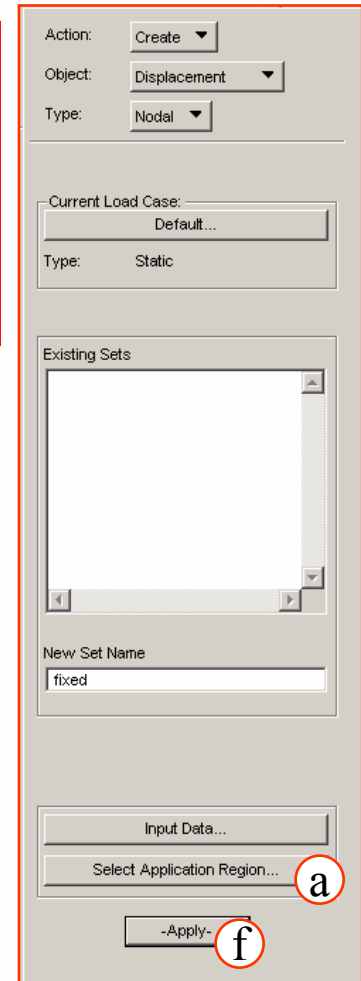 Action: Create
Object: Displacement
Type: Nodal
Current Load Case:
Default...
Type: Static
Existing Sets
New Set Name
fixed
Input Data...
Select Application Region...
a
-Apply-
f